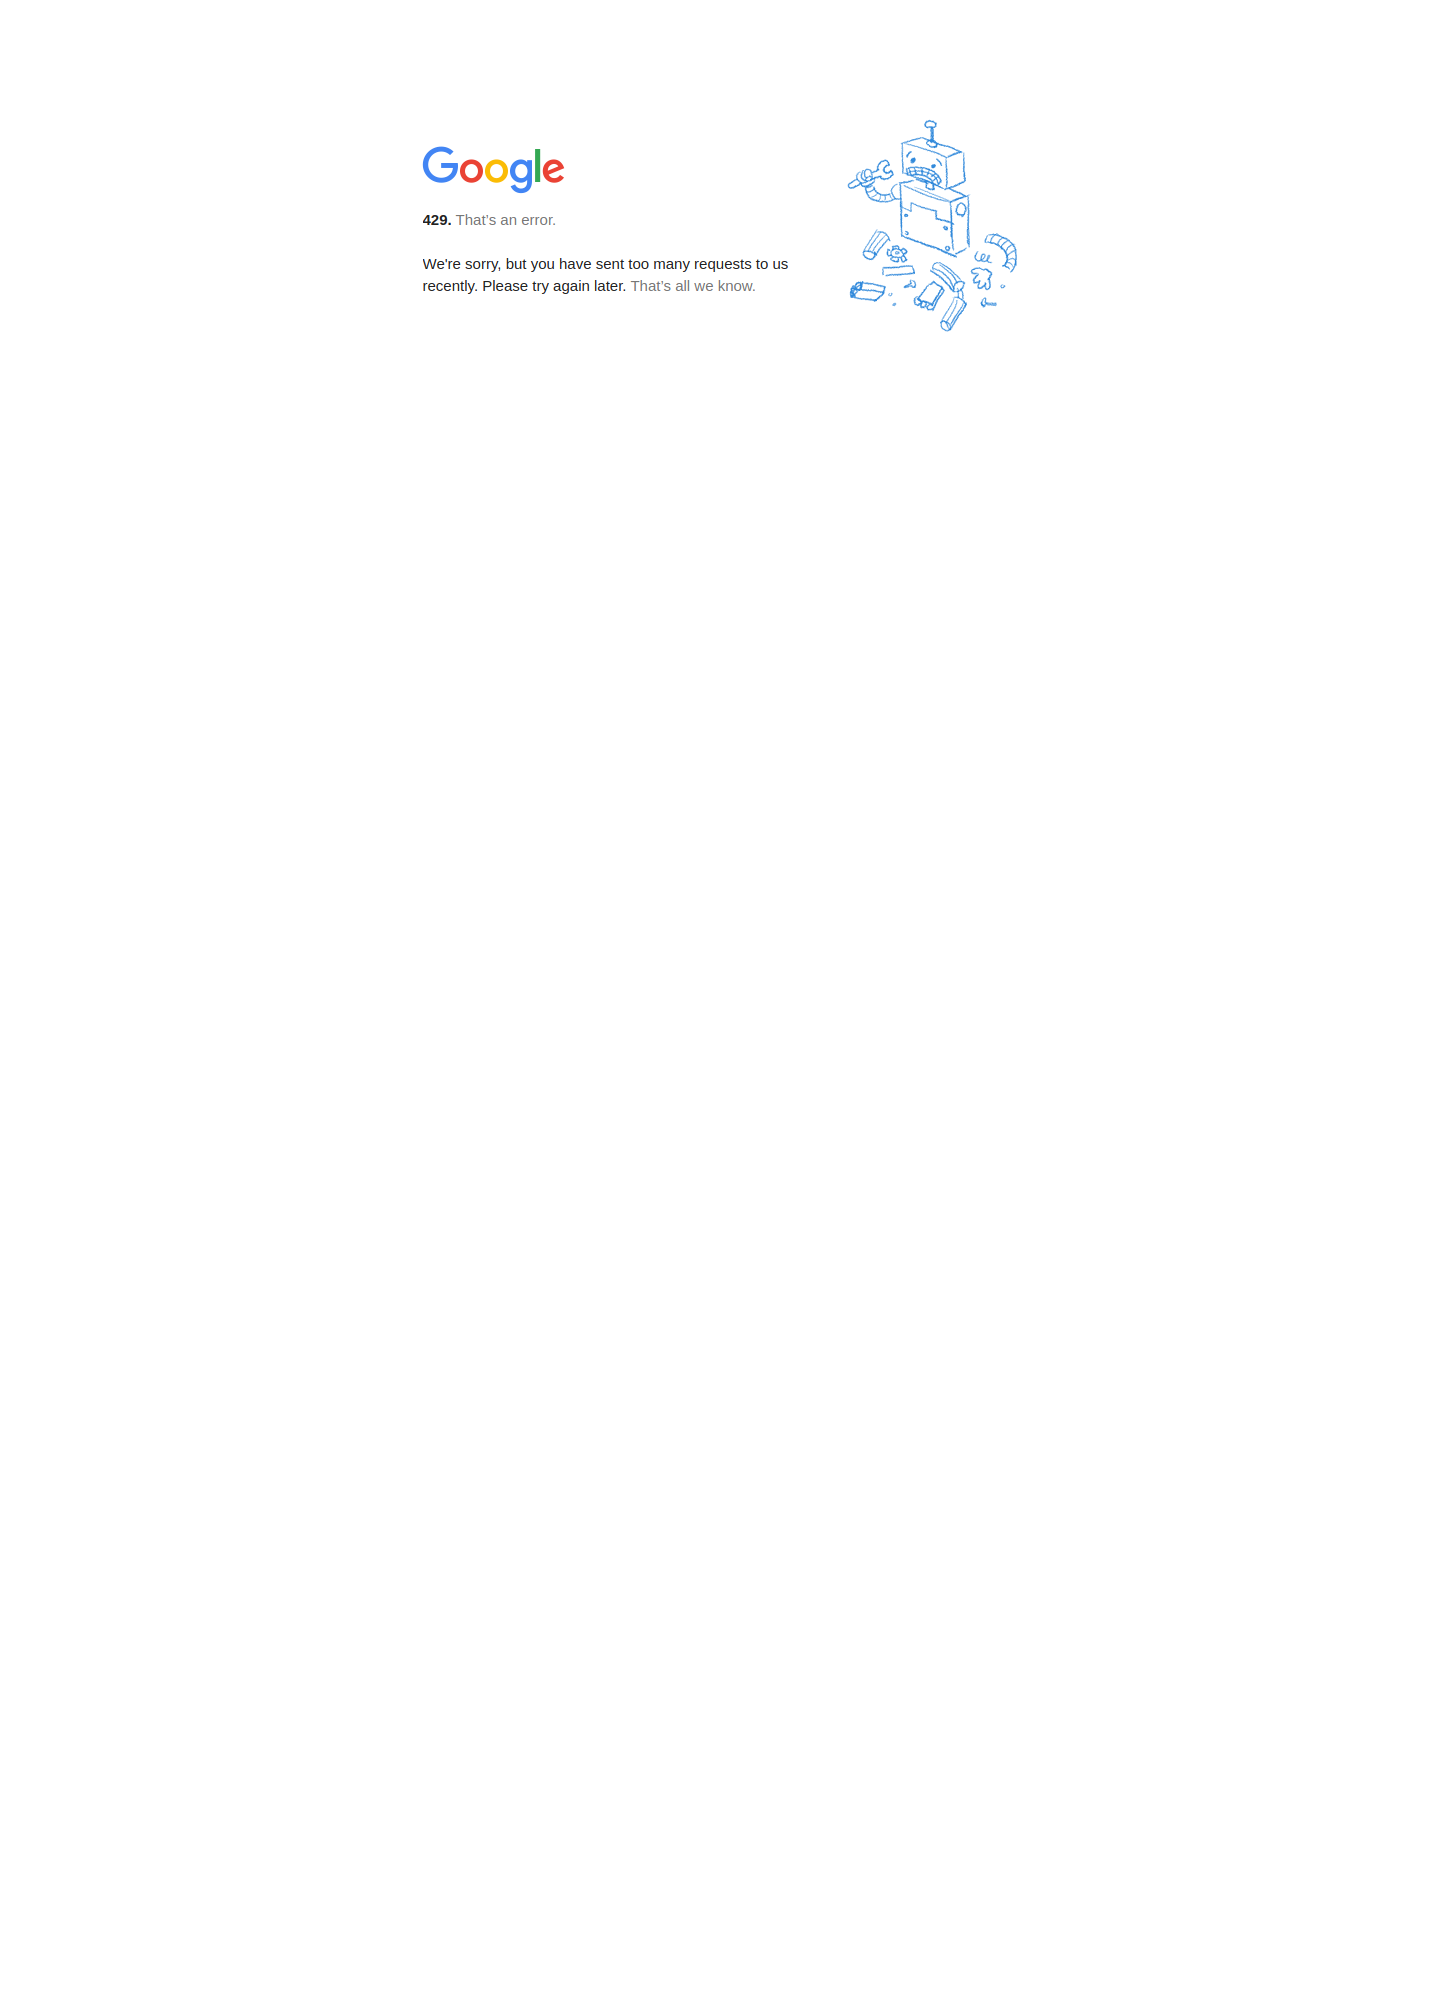 Google
429. That’s an error.
We're sorry, but you have sent too many requests to us
recently. Please try again later. That’s all we know.